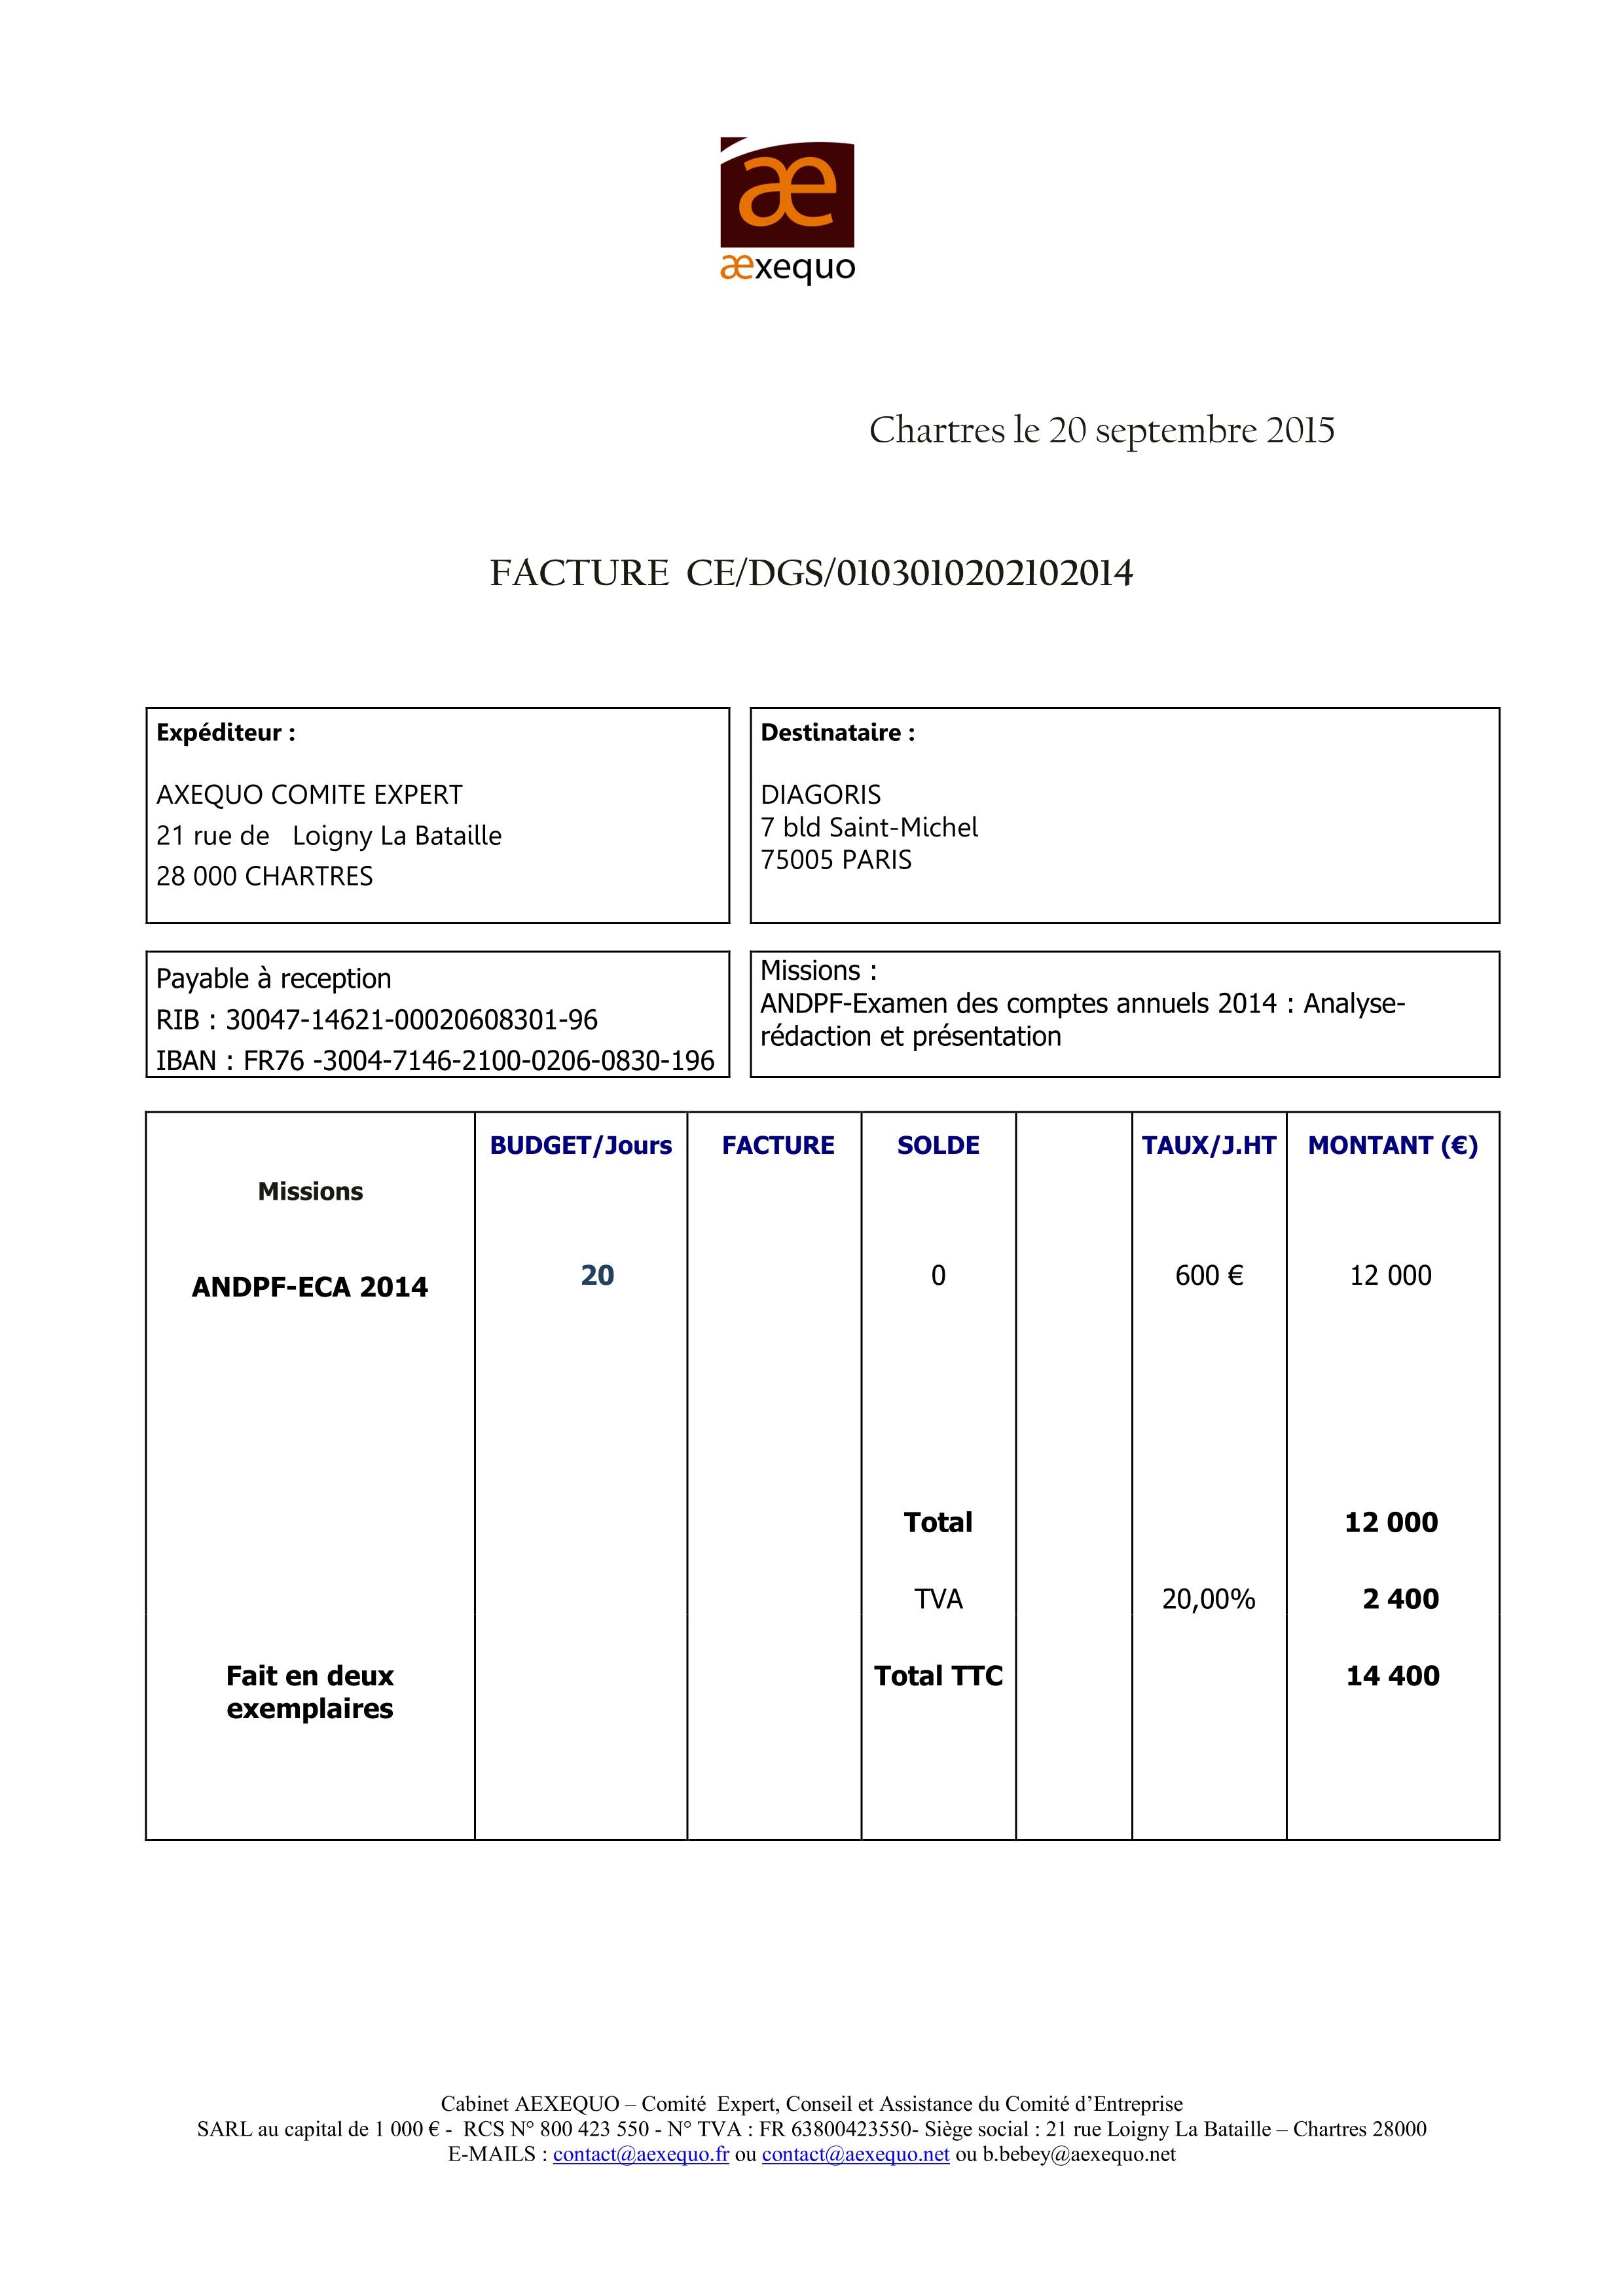 æ
æxequo
Chartres le 20 septembre 2015
FACTURE CE/DGS/0103010202102014
Expéditeur :
AXEQUO COMITE EXPERT
21 rue de Loigny La Bataille
28 000 CHARTRES
Destinataire :
DIAGORIS
7 bld Saint-Michel
75005 PARIS
Payable à reception
RIB : 30047-14621-00020608301-96
IBAN : FR76 -3004-7146-2100-0206-0830-196
Missions :
ANDPF-Examen des comptes annuels 2014 : Analyse-
rédaction et présentation
Missions BUDGET/Jours FACTURE SOLDE TAUX/J.HT MONTANT (€)
ANDPF-ECA 2014 20 0 600 € 12 000
Total 12 000
TVA 20,00% 2 400
Fait en deux Total TTC 14 400
exemplaires
Cabinet AEXEQUO – Comité Expert, Conseil et Assistance du Comité d’Entreprise
SARL au capital de 1 000 € - RCS N° 800 423 550 - N° TVA : FR 63800423550- Siège social : 21 rue Loigny La Bataille – Chartres 28000
E-MAILS : contact@aexequo.fr ou contact@aexequo.net ou b.bebey@aexequo.net